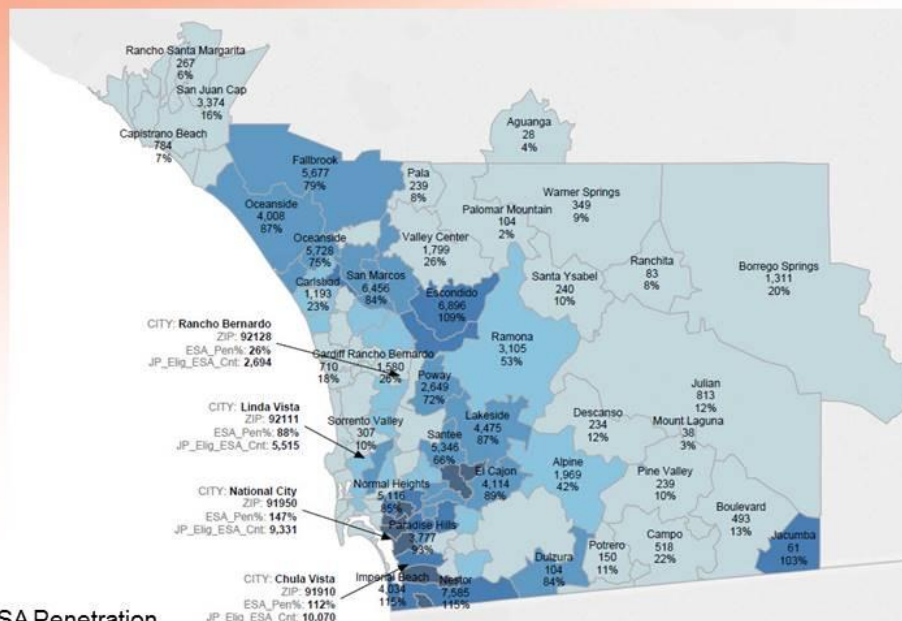 Rancho Santa Margarita
267
6%
San Juan Cap
3,374
16%
Capistrano Beach
784
7%
Aguanga
28
4%
Fallbrook
5,677
79%
Pala
239
8%
Warner Springs
349
9%
Oceanside
4,008
87%
Palomar Mountain
104
2%
Oceanside
5,728
75%
Valley Center
1,799
26%
Ranchita
83
8%
Borrego Springs
1,311
20%
Carlsbad
1,193
23%
San Marcos
6,456
84%
Escondido
6,896
109%
Santa Ysabel
240
10%
Ramona
3,105
53%
CITY: Rancho Bernardo
ZIP: 92128
ESA_Pen%: 26%
JP_Elig_ESA_Cnt: 2,694
Cardiff
710
18%
Rancho Bernardo
1,580
26%
Poway
2,649
72%
Julian
813
12%
CITY: Linda Vista
ZIP: 92111
ESA_Pen%: 88%
JP_Elig_ESA_Cnt: 5,515
Sorrento Valley
307
10%
Lakeside
4,475
87%
Descanso
234
12%
Mount Laguna
38
3%
Santee
5,346
66%
El Cajon
4,114
89%
Alpine
1,969
42%
Pine Valley
239
10%
CITY: National City
ZIP: 91950
ESA_Pen%: 147%
JP_Elig_ESA_Cnt: 9,331
Normal Heights
5,116
85%
Paradise Hills
3,777
93%
Boulevard
493
13%
Jacumba
61
103%
Campo
518
22%
Potrero
150
11%
Dulzura
104
84%
CITY: Chula Vista
ZIP: 91910
ESA_Pen%: 112%
JP_Elig_ESA_Cnt: 10,070
Imperial Beach
4,034
115%
Nestor
7,585
115%
SA Penetration